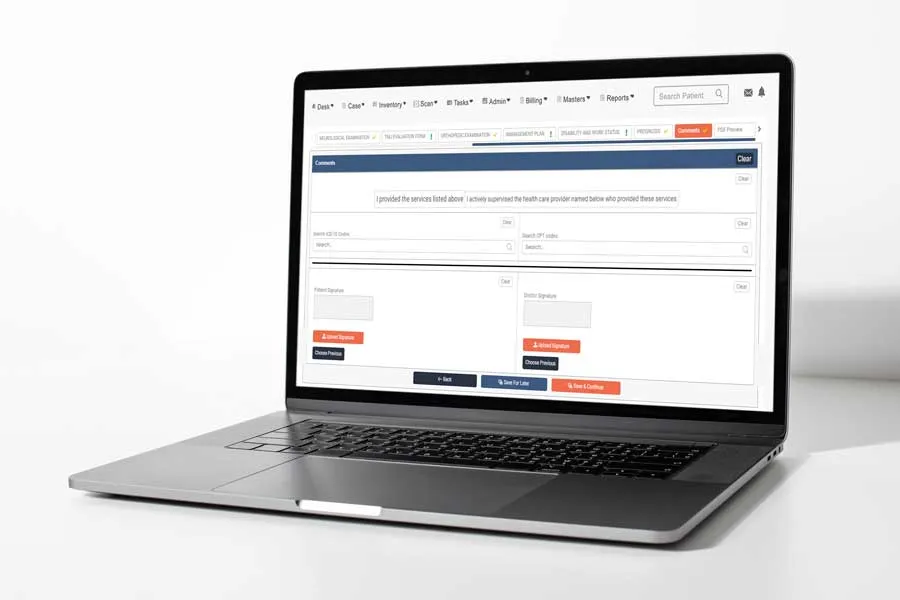 Desk Case Inventory Scan Tasks Admin Billing Masters Reports Search Patient
NEUROLOGICAL EXAMINATION TMJ EVALUATION FORM ORTHOPEDIC EXAMINATION MANAGEMENT PLAN DISABILITY AND WORK STATUS PROGNOSIS Comments PDF Preview
Comments Clear
Clear
I provided the services listed above I actively supervised the health care provider named below who provided these services
Clear Clear
Search ICD-10 Codes Search CPT codes
Search... Search...
Clear Clear
Patient Signature Doctor Signature
Upload Signature Upload Signature
Choose Previous Choose Previous
Back Save For Later Save & Continue